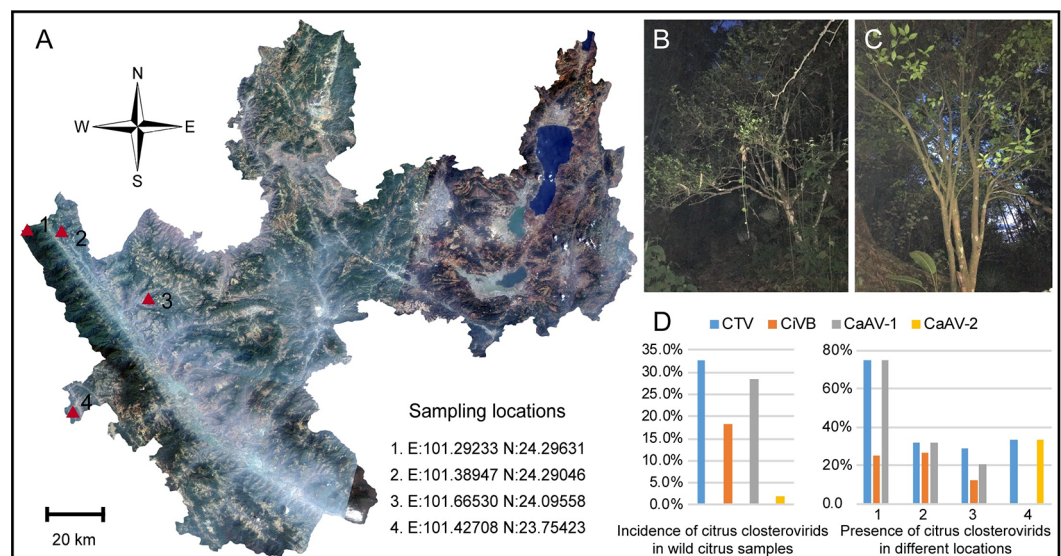 A
N
W
E
S
1
2
3
4
20 km
Sampling locations
1. E:101.29233 N:24.29631
2. E:101.38947 N:24.29046
3. E:101.66530 N:24.09558
4. E:101.42708 N:23.75423
B
C
D
CTV
CiVB
CaAV-1
CaAV-2
35.0%
30.0%
25.0%
20.0%
15.0%
10.0%
5.0%
0.0%
Incidence of citrus closterovirids
in wild citrus samples
80%
60%
40%
20%
0.0
1
2
3
4
Presence of citrus closterovirids
in different locations